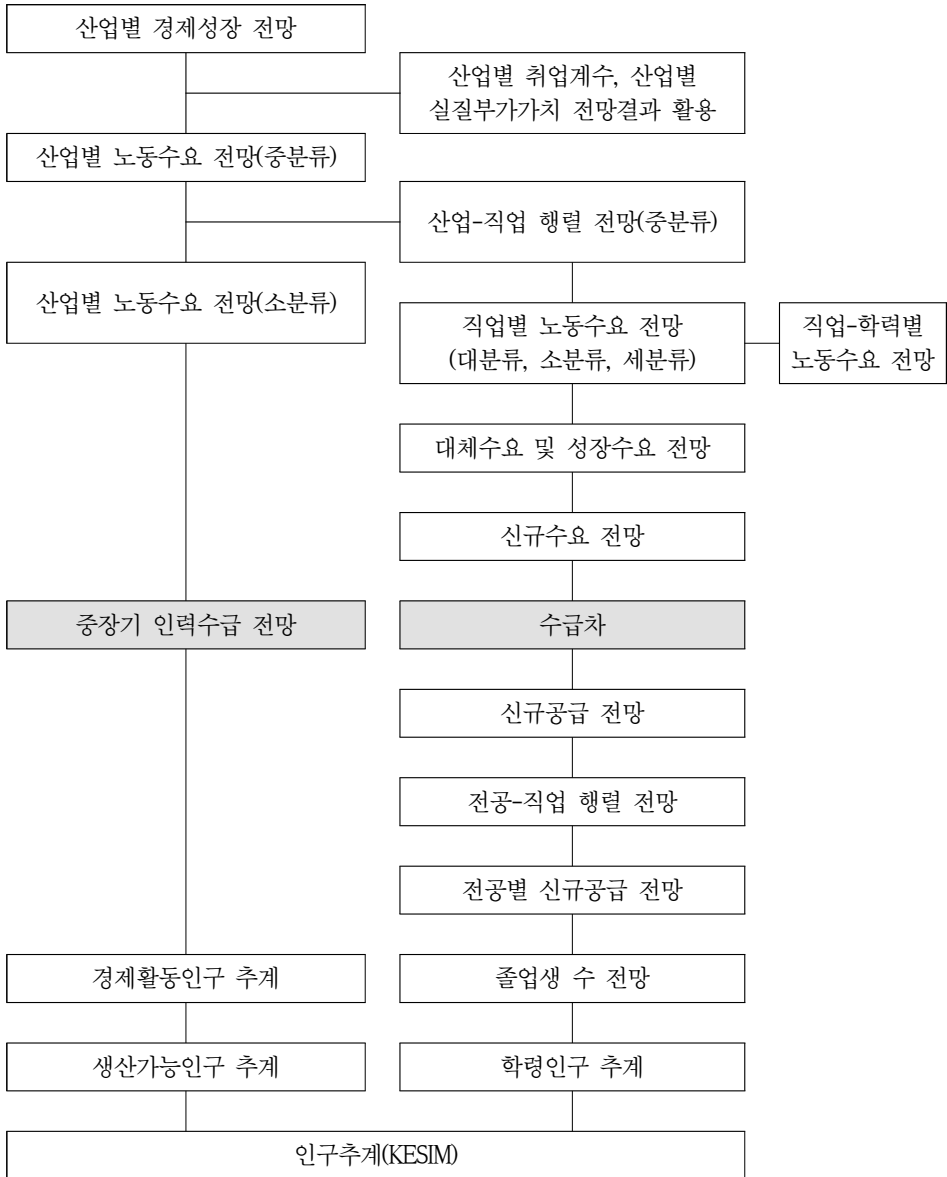 산업별 경제성장 전망
산업별 취업계수, 산업별
실질부가가치 전망결과 활용
산업별 노동수요 전망(중분류)
산업-직업 행렬 전망(중분류)
산업별 노동수요 전망(소분류)
직업별 노동수요 전망
(대분류, 소분류, 세분류)
직업-학력별
노동수요 전망
대체수요 및 성장수요 전망
신규수요 전망
중장기 인력수급 전망
수급차
신규공급 전망
전공-직업 행렬 전망
전공별 신규공급 전망
경제활동인구 추계
졸업생 수 전망
생산가능인구 추계
학령인구 추계
인구추계(KESIM)